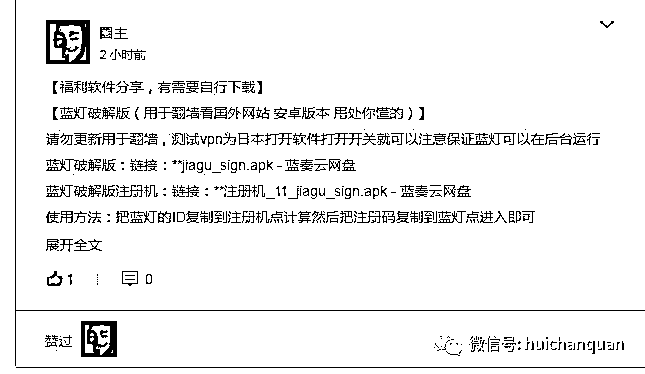 圈主
2小时前
【福利软件分享，有需要自行下载】
【蓝灯破解版（用于翻墙看国外网站 安卓版本 用处你懂的）】
请勿更新用于翻墙，测试vpn为日本打开软件打开开关就可以注意保证蓝灯可以在后台运行
蓝灯破解版：链接：**jiagu_sign.apk - 蓝奏云网盘
蓝灯破解版注册机：链接：**注册机_11_jiagu_sign.apk - 蓝奏云网盘
使用方法：把蓝灯的ID复制到注册机点计算然后把注册码复制到蓝灯点进入即可
展开全文
1 0
赞过
微信号: huichanquan